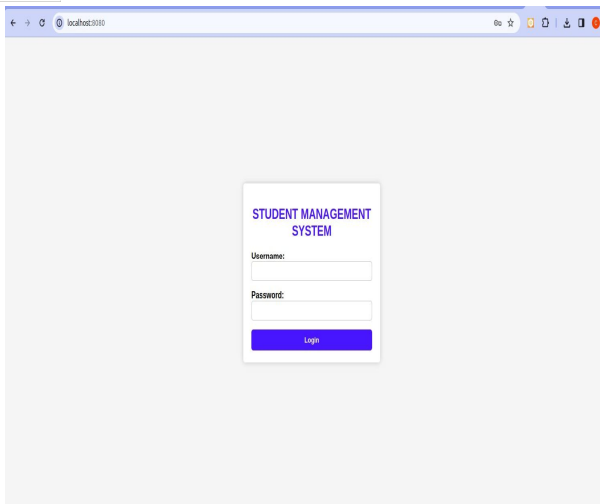 localhost:8080
STUDENT MANAGEMENT
SYSTEM
Username:
Password:
Login